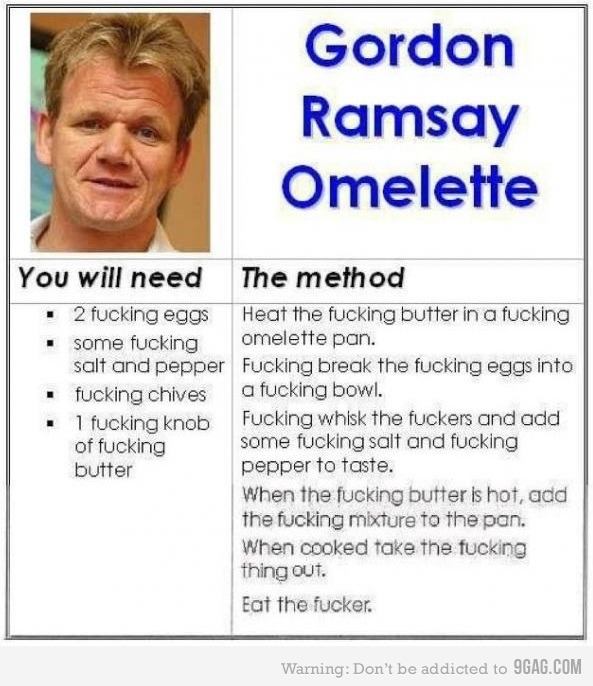 Gordon
Ramsay
Omelette
You will need
The method
2 fucking eggs
some fucking
salt and pepper
fucking chives
1 fucking knob
of fucking
butter
Heat the fucking butter in a fucking
omelette pan.
Fucking break the fucking eggs into
a fucking bowl.
Fucking whisk the fuckers and add
some fucking salt and fucking
pepper to taste.
When the fucking butter is hot, add
the fucking mixture to the pan.
When cooked take the fucking
thing out.
Eat the fucker.
Warning: Don't be addicted to 9GAG.COM